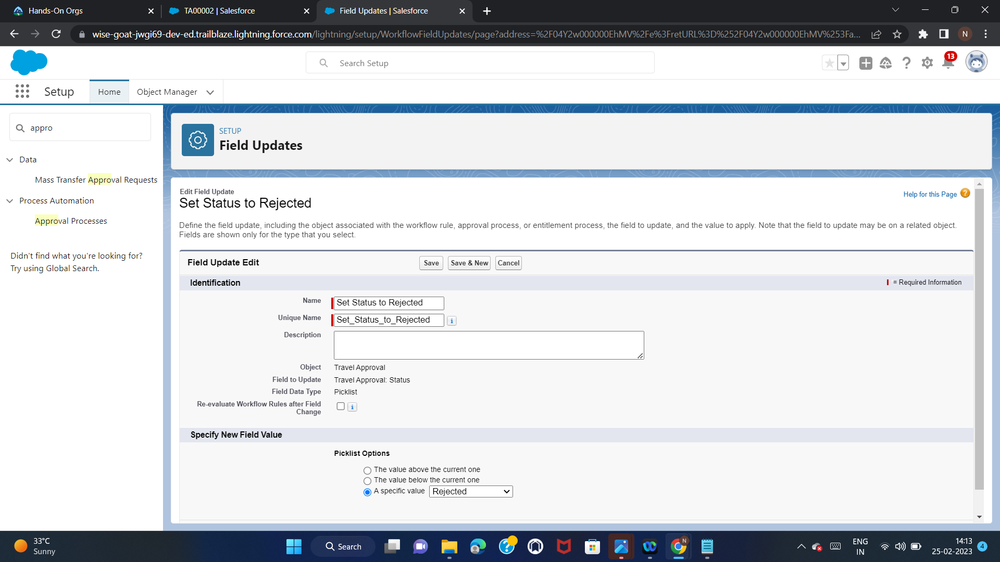 Hands-On Orgs
TA00002 | Salesforce
Field Updates | Salesforce
wise-goat-jwgi69-dev-ed.trailblaze.lightning.force.com/lightning/setup/WorkflowFieldUpdates/page?address=%2F04Y2w000000EhMV%2Fe%3FretURL%3D%252F04Y2w000000EhMV%253Fa...
N
Search Setup
13
Setup
Home
Object Manager
appro
Data
Mass Transfer Approval Requests
Process Automation
Approval Processes
Didn't find what you're looking for?
Try using Global Search.
SETUP
Field Updates
Edit Field Update
Set Status to Rejected
Help for this Page
Define the field update, including the object associated with the workflow rule, approval process, or entitlement process, the field to update, and the value to apply. Note that the field to update may be on a related object.
Fields are shown only for the type that you select.
Field Update Edit
Save
Save & New
Cancel
Identification
= Required Information
Name
Set Status to Rejected
Unique Name
Set_Status_to_Rejected
i
Description
Object
Travel Approval
Field to Update
Travel Approval: Status
Field Data Type
Picklist
Re-evaluate Workflow Rules after Field
Change
i
Specify New Field Value
Picklist Options
The value above the current one
The value below the current one
A specific value
Rejected
33°C
Sunny
Search
N
ENG
IN
14:13
25-02-2023
4